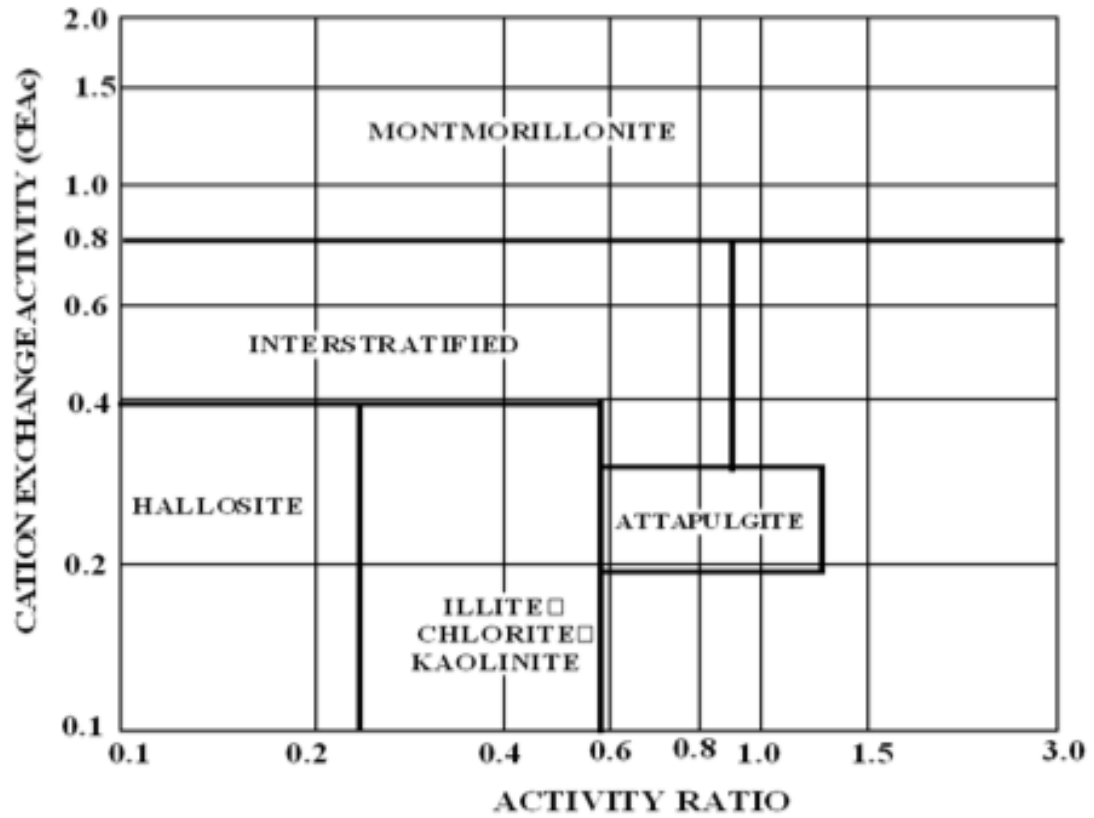 CATION EXCHANGE ACTIVITY (CEAc)
2.0
1.5
1.0
0.8
0.6
0.4
0.2
0.1
MONTMORILLONITE
INTERSTRATIFIED
HALLOSITE
ATTAPULGITE
ILLITE□
CHLORITE□
KAOLINITE
0.1 0.2 0.4 0.6 0.8 1.0 1.5 3.0
ACTIVITY RATIO